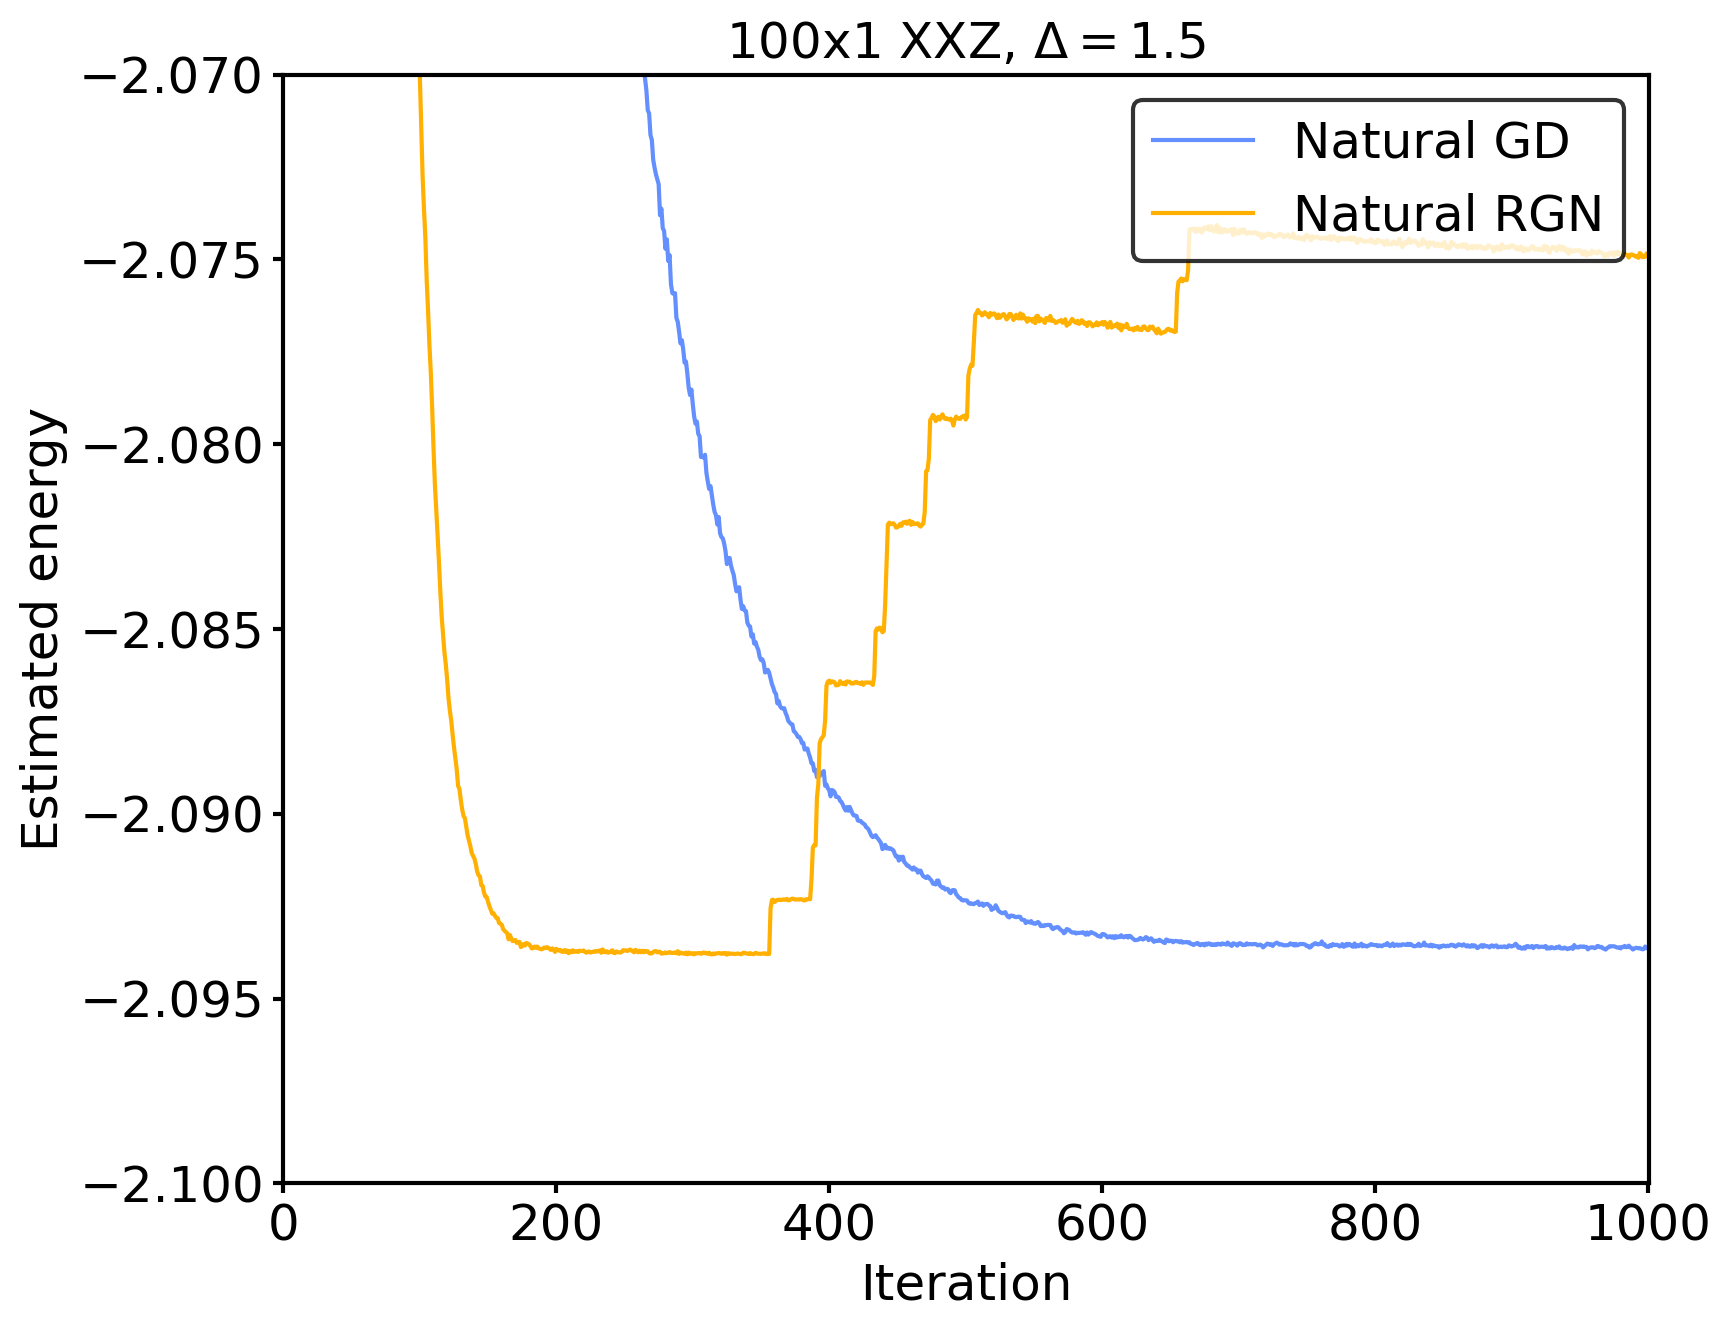 100x1 XXZ, Δ = 1.5
Natural GD
Natural RGN
Estimated energy
−2.070
−2.075
−2.080
−2.085
−2.090
−2.095
−2.100
0
200
400
600
800
1000
Iteration